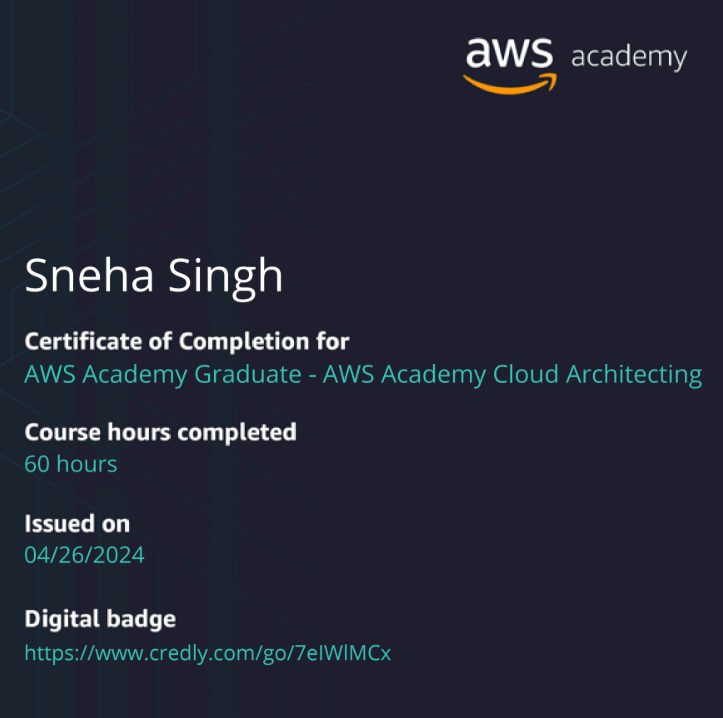 aws academy
Sneha Singh
Certificate of Completion for
AWS Academy Graduate - AWS Academy Cloud Architecting
Course hours completed
60 hours
Issued on
04/26/2024
Digital badge
https://www.credly.com/go/7eIWlMCx